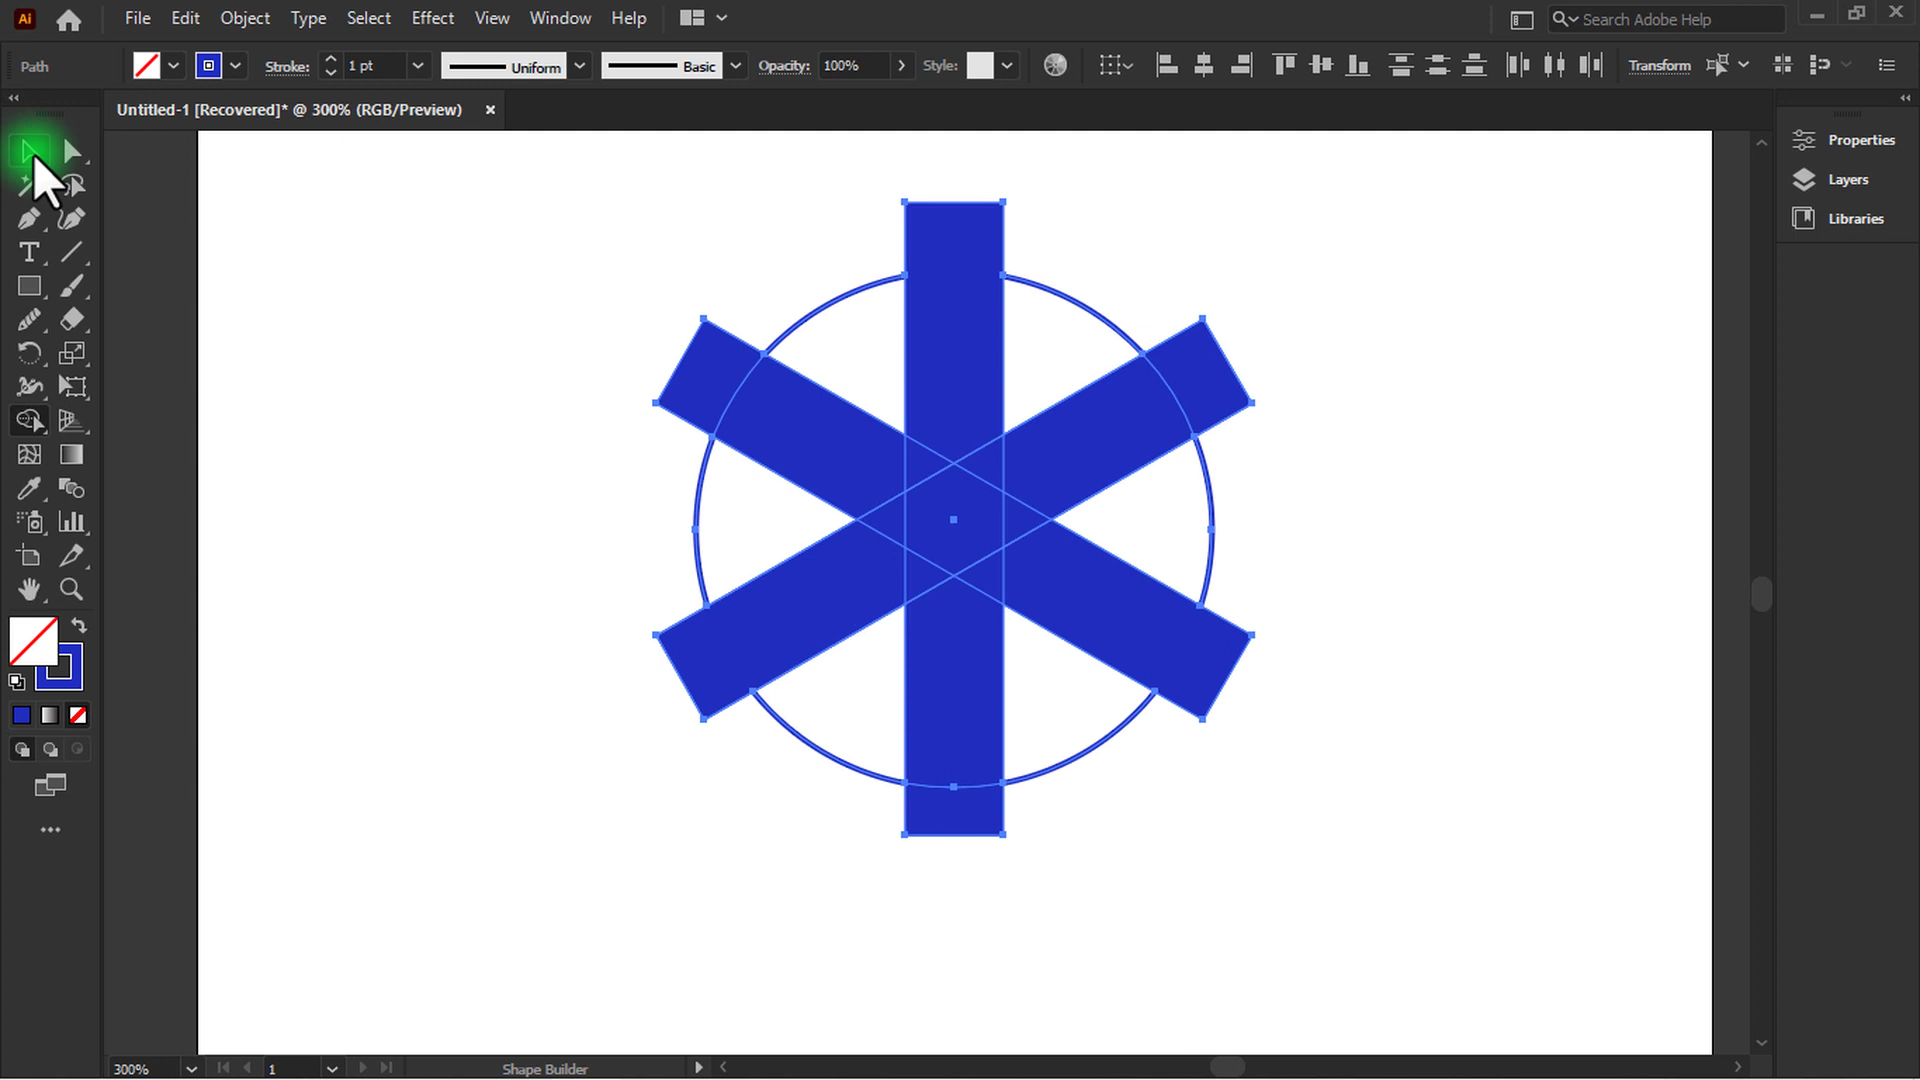 Ai File Edit Object Type Select Effect View Window Help Search Adobe Help
Path Stroke: 1 pt Uniform Basic Opacity: 100% Style: Transform
Untitled-1 [Recovered]* @ 300% (RGB/Preview)
Properties
Layers
Libraries
300% 1 Shape Builder